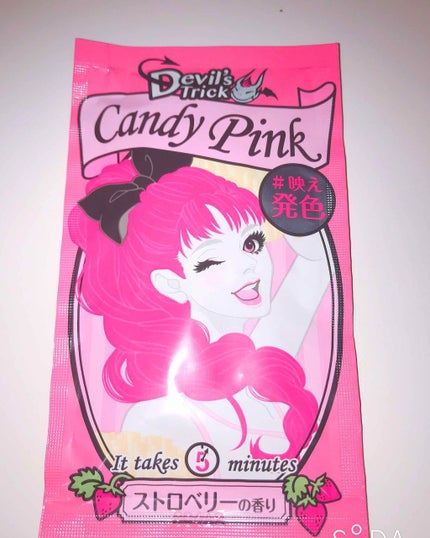 Devil's
Trick
Candy Pink
#映え
発色
It takes 5 minutes
ストロベリーの香り